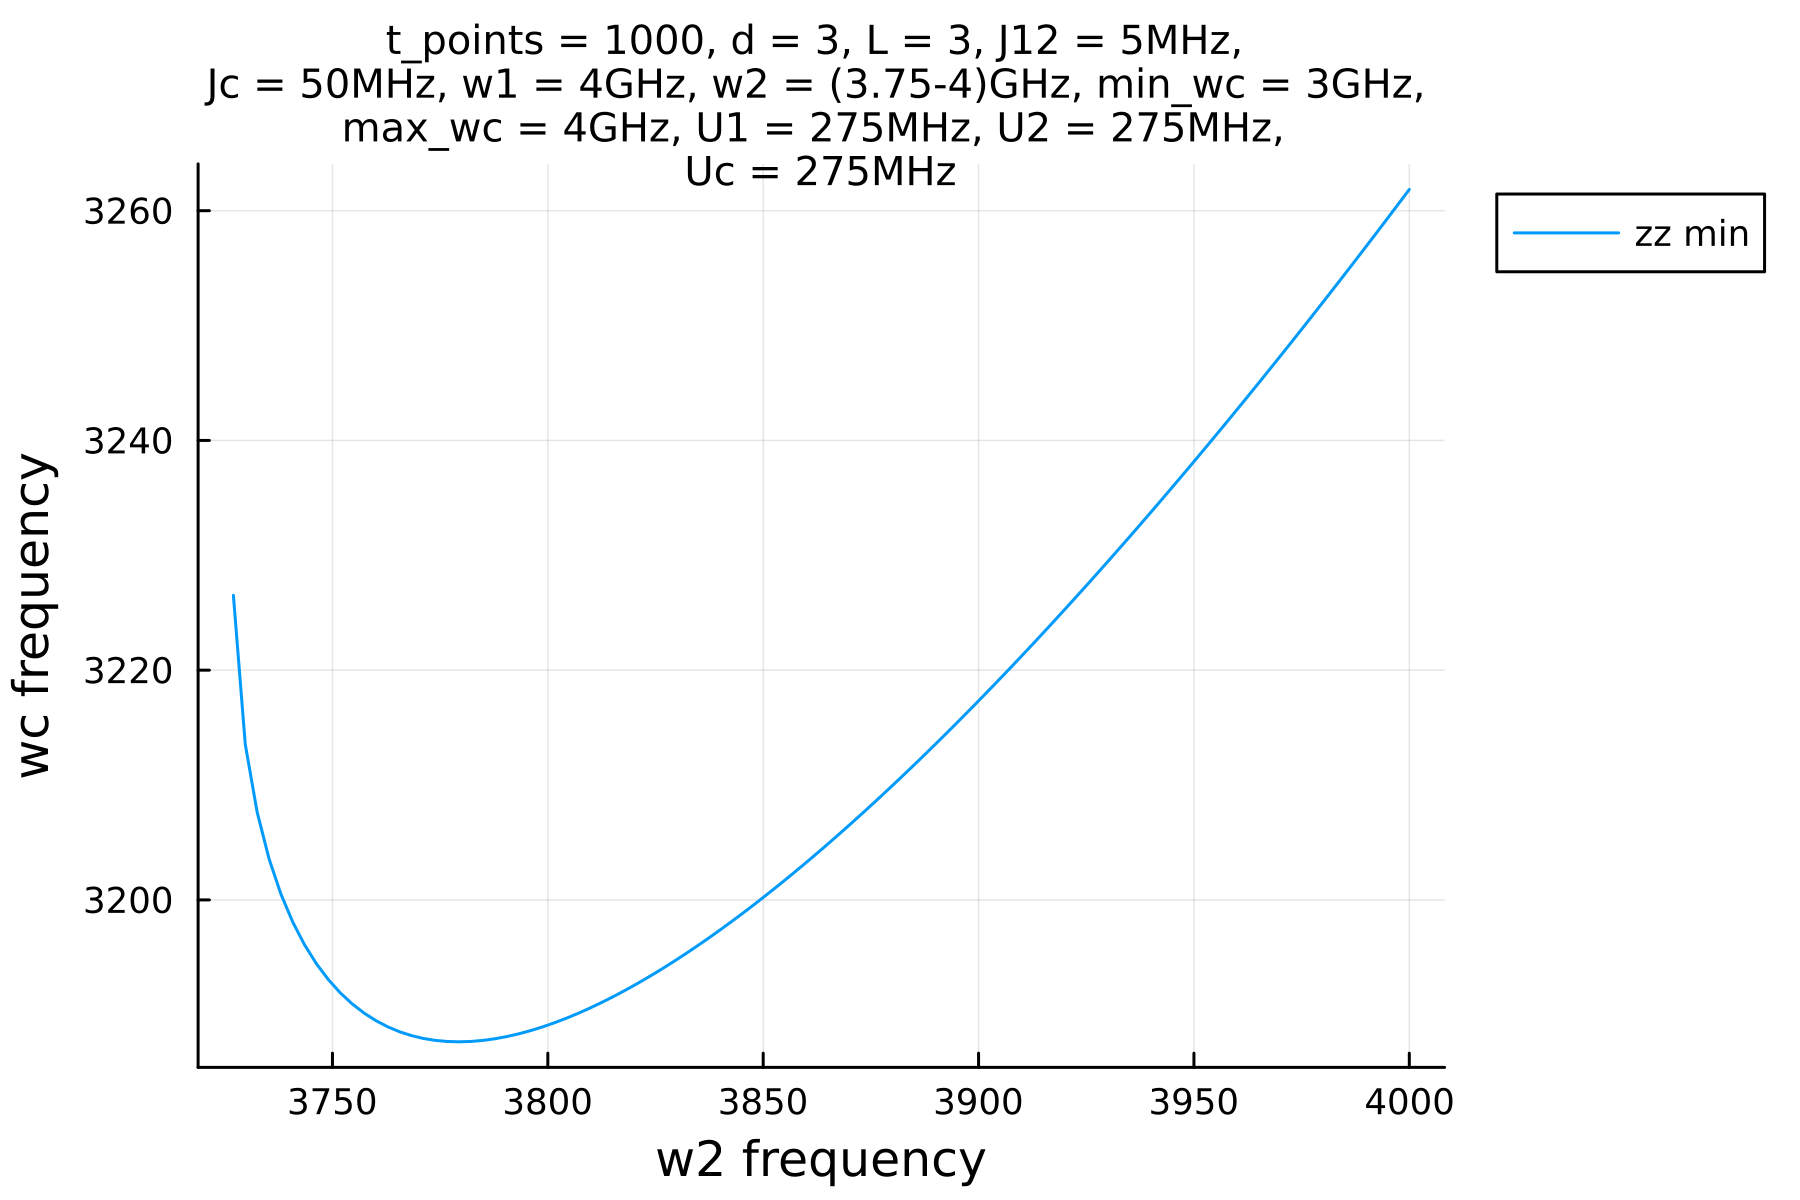 t_points = 1000, d = 3, L = 3, J12 = 5MHz,
Jc = 50MHz, w1 = 4GHz, w2 = (3.75-4)GHz, min_wc = 3GHz,
max_wc = 4GHz, U1 = 275MHz, U2 = 275MHz,
Uc = 275MHz
3260
3240
3220
3200
wc frequency
zz min
3750 3800 3850 3900 3950 4000
w2 frequency